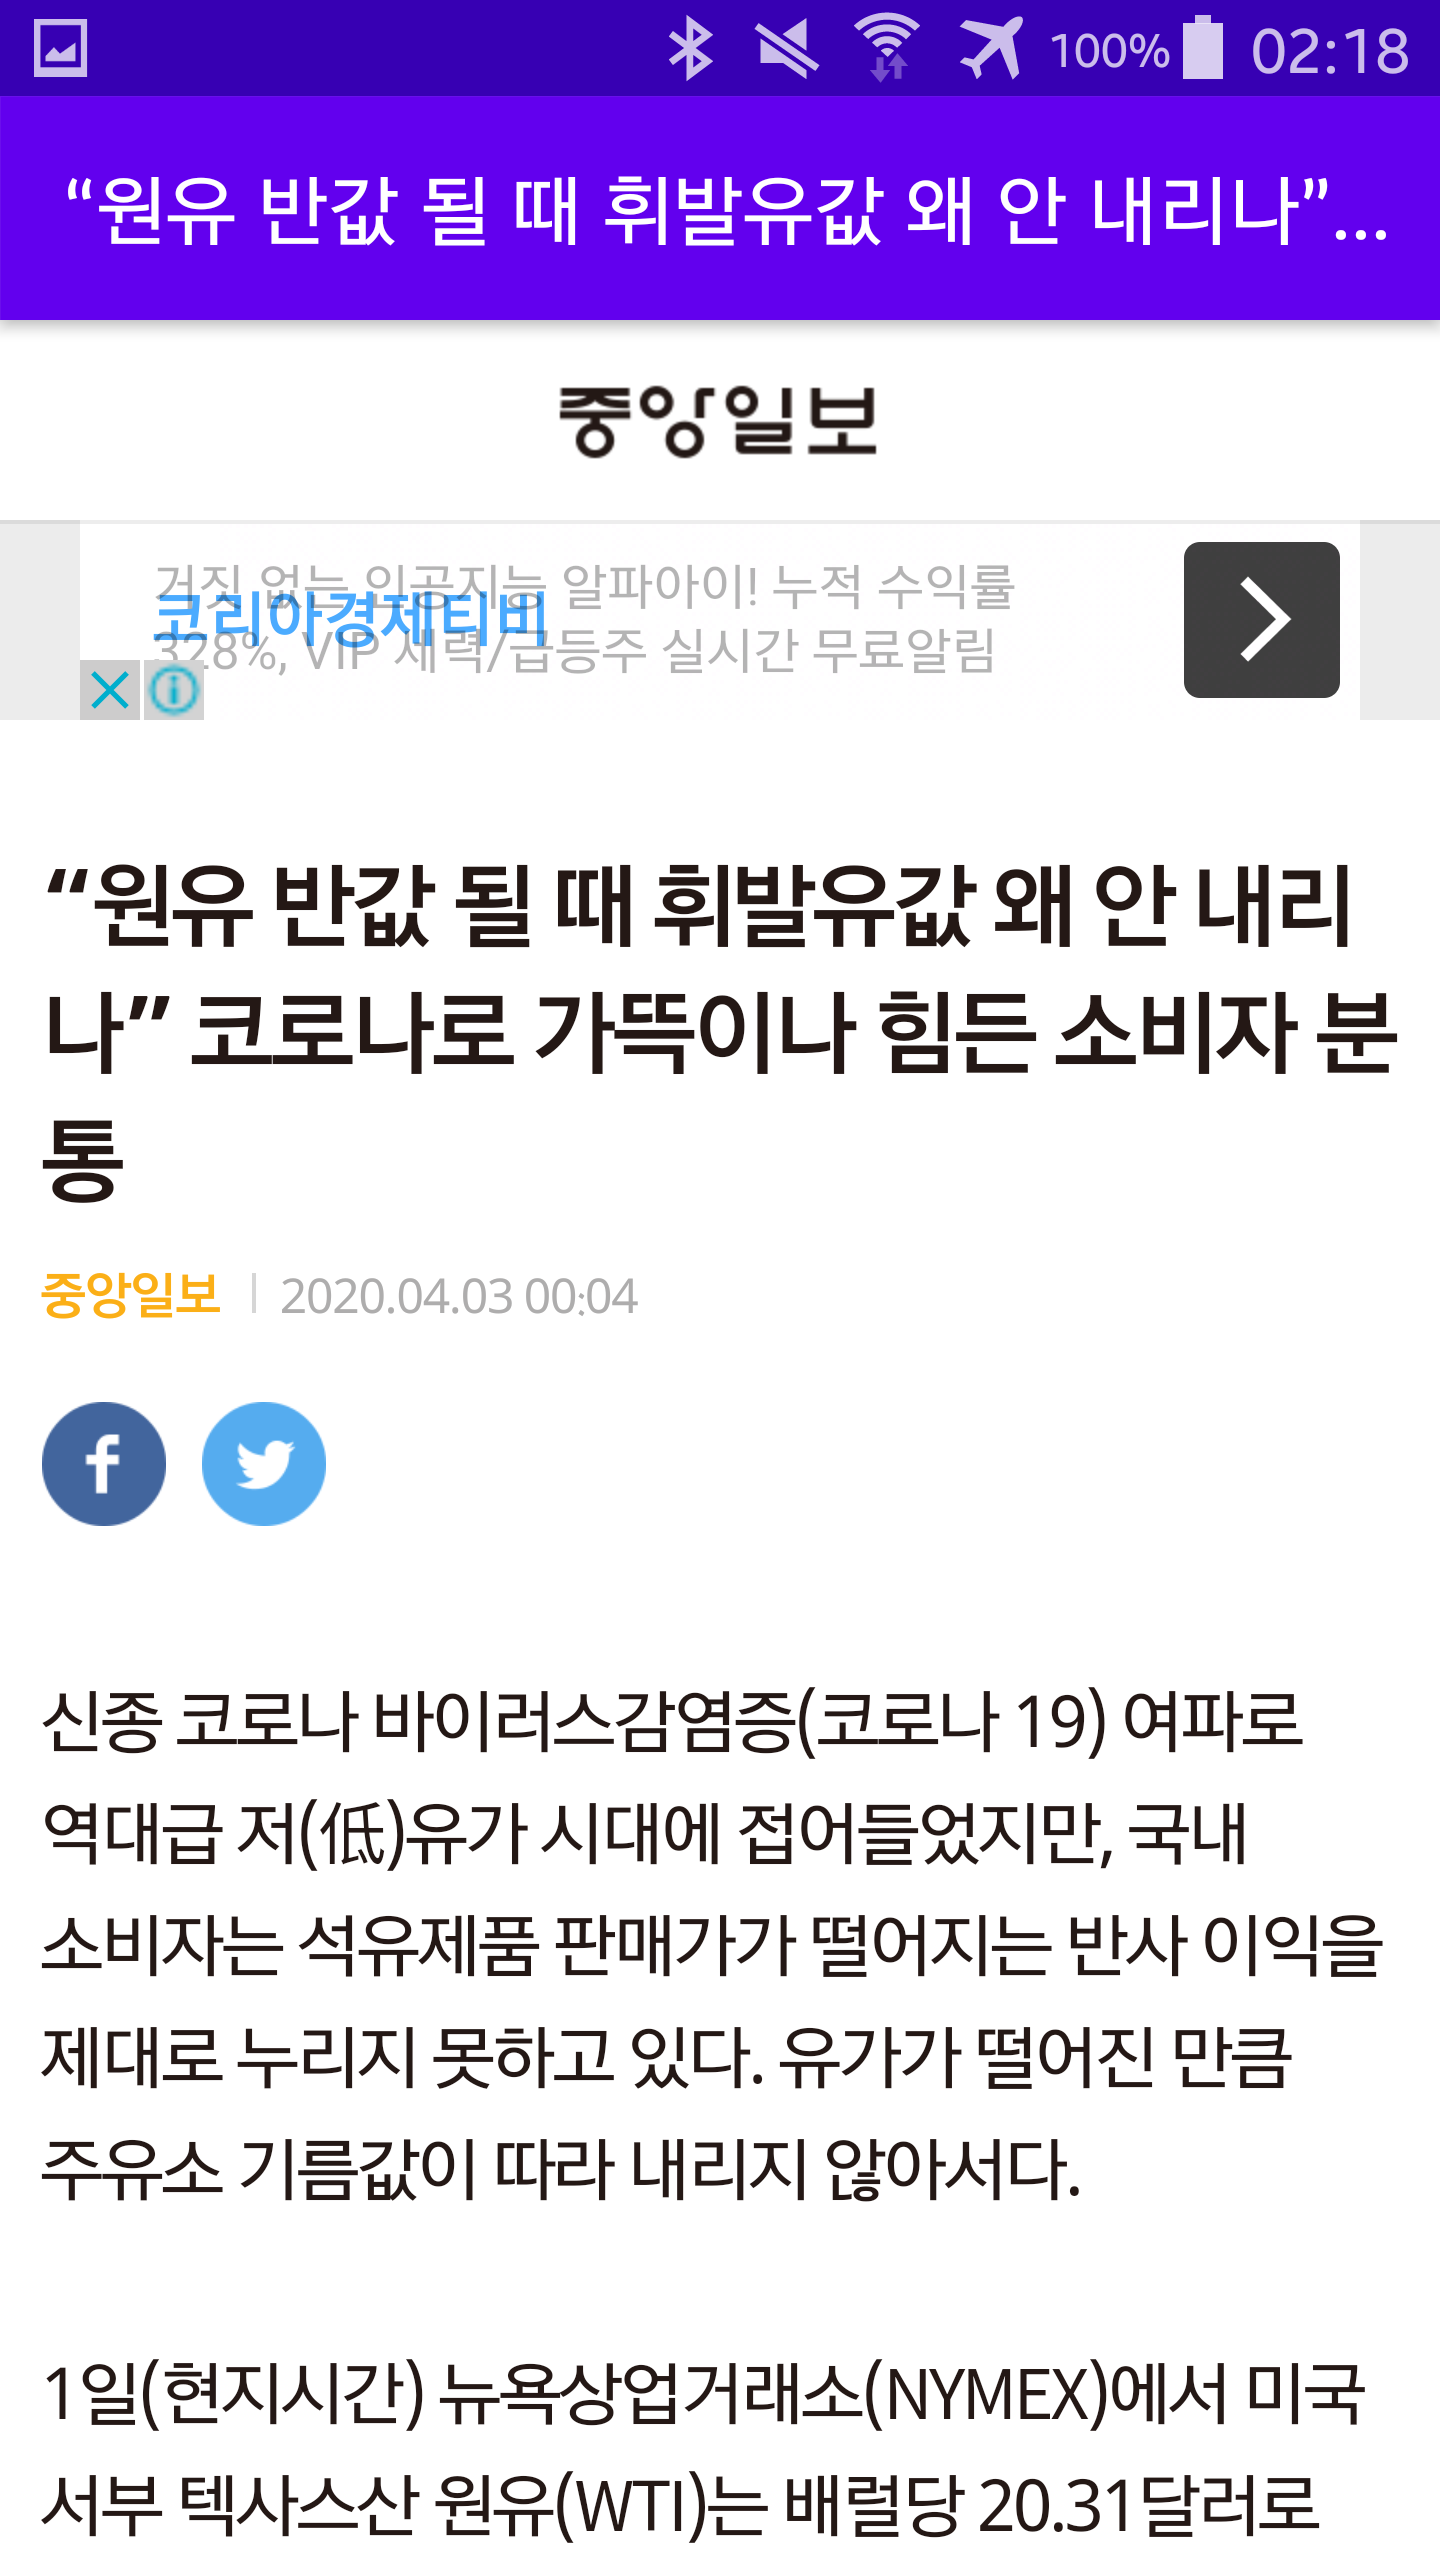 100% 02:18
“원유 반값 될 때 휘발유값 왜 안 내리나”...
중앙일보
거짓 없는 인공지능 알파아이! 누적 수익률
코리아경제티비
328%, VIP 세력/급등주 실시간 무료알림
“원유 반값 될 때 휘발유값 왜 안 내리
나” 코로나로 가뜩이나 힘든 소비자 분
통
중앙일보 2020.04.03 00:04
신종 코로나 바이러스감염증(코로나 19) 여파로
역대급 저(低)유가 시대에 접어들었지만, 국내
소비자는 석유제품 판매가가 떨어지는 반사 이익을
제대로 누리지 못하고 있다. 유가가 떨어진 만큼
주유소 기름값이 따라 내리지 않아서다.
1일(현지시간) 뉴욕상업거래소(NYMEX)에서 미국
서부 텍사스산 원유(WTI)는 배럴당 20.31달러로